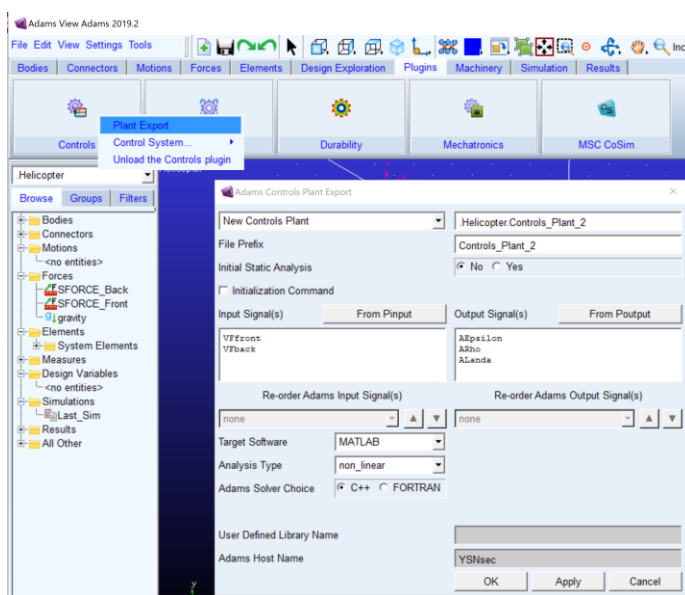 Adams View Adams 2019.2
File Edit View Settings Tools
Inc
Bodies Connectors Motions Forces Elements Design Exploration Plugins Machinery Simulation Results
Controls Durability Mechatronics MSC CoSim
Plant Export
Control System...
Unload the Controls plugin
.Helicopter
Browse Groups Filters
Bodies
Connectors
Motions
<no entities>
Forces
SFORCE_Back
SFORCE_Front
gravity
Elements
System Elements
Measures
Design Variables
<no entities>
Simulations
Last_Sim
Results
All Other
Adams Controls Plant Export
New Controls Plant .Helicopter.Controls_Plant_2
File Prefix Controls_Plant_2
Initial Static Analysis No Yes
Initialization Command
Input Signal(s) From Pinput Output Signal(s) From Poutput
VFfront AEpsilon
VFback ARho
ALanda
Re-order Adams Input Signal(s) Re-order Adams Output Signal(s)
none none
Target Software MATLAB
Analysis Type non_linear
Adams Solver Choice C++ FORTRAN
User Defined Library Name
Adams Host Name YSNsec
OK Apply Cancel
y